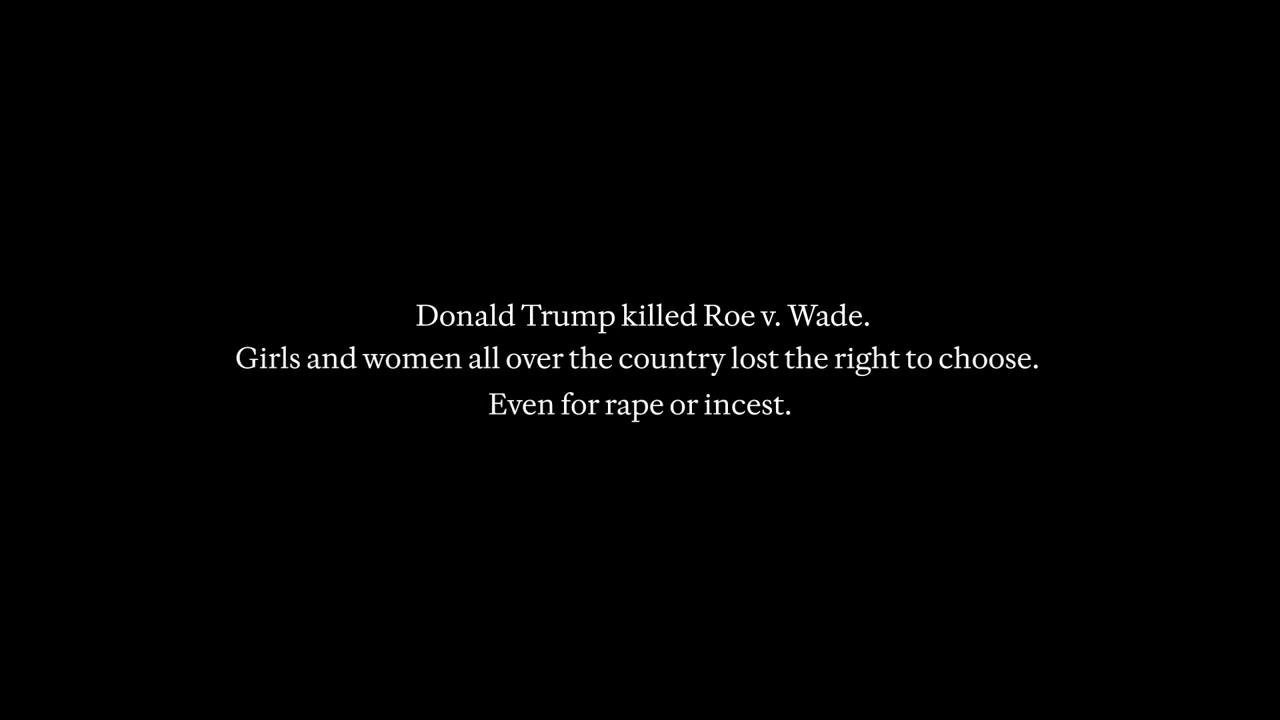 Donald Trump killed Roe v. Wade.
Girls and women all over the country lost the right to choose.
Even for rape or incest.